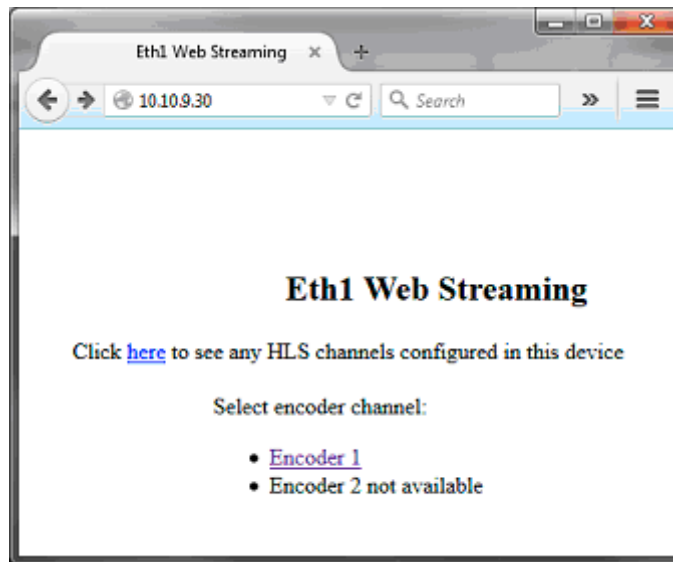 Eth1 Web Streaming
10.10.9.30
Search
Eth1 Web Streaming
Click here to see any HLS channels configured in this device
Select encoder channel:
Encoder 1
Encoder 2 not available